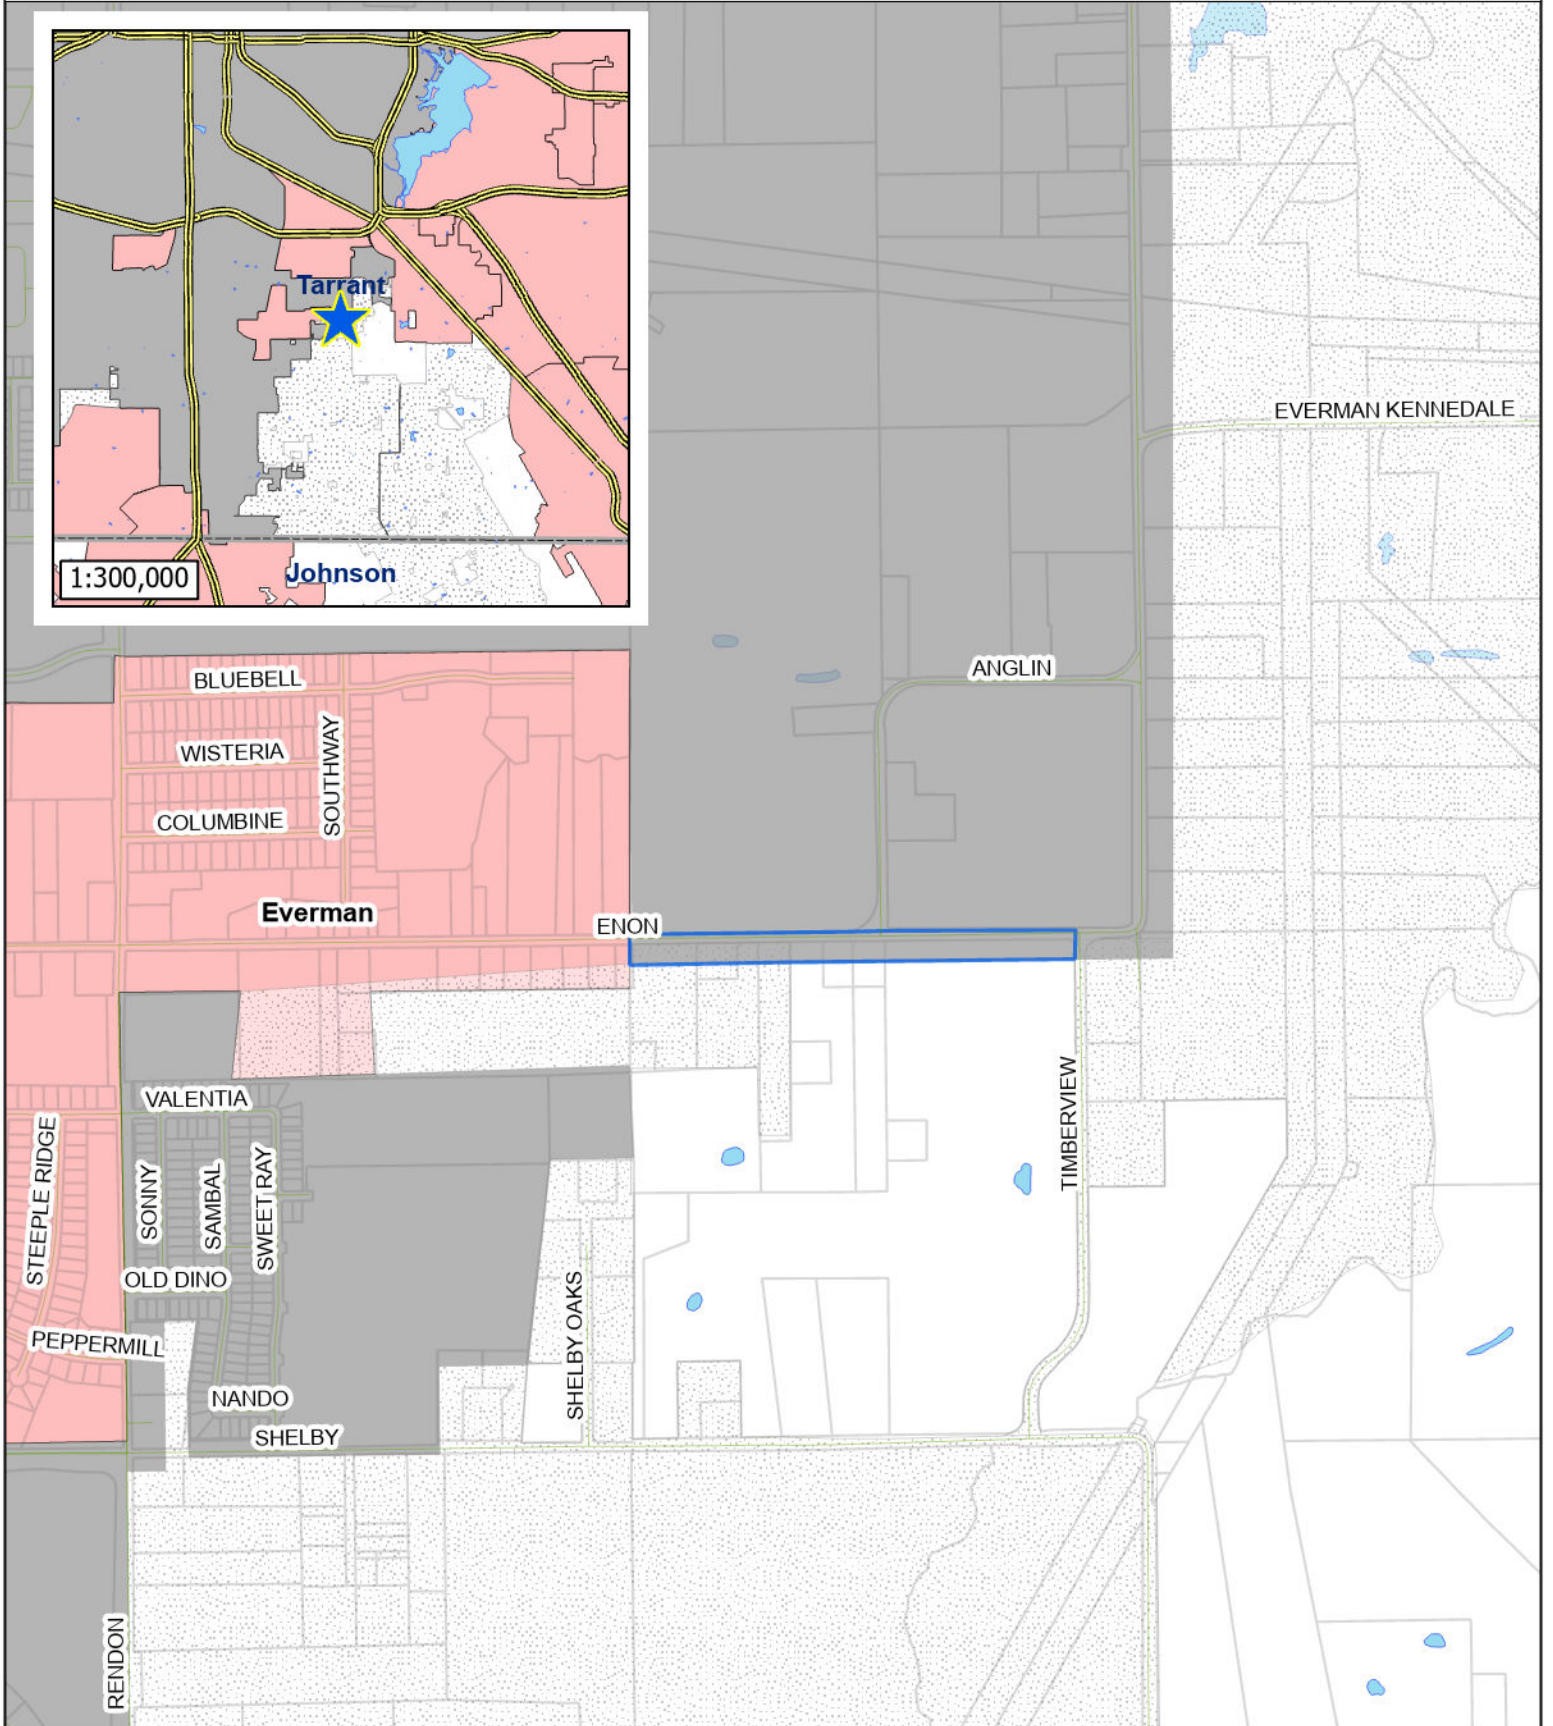 Tarrant
Johnson
1:300,000
EVERMAN KENNEDALE
ANGLIN
BLUEBELL
WISTERIA
SOUTHWAY
COLUMBINE
Everman
ENON
TIMBERVIEW
VALENTIA
STEEPLE RIDGE
SONNY
SAMBAL
SWEET RAY
OLD DINO
SHELBY OAKS
PEPPERMILL
NANDO
SHELBY
RENDON